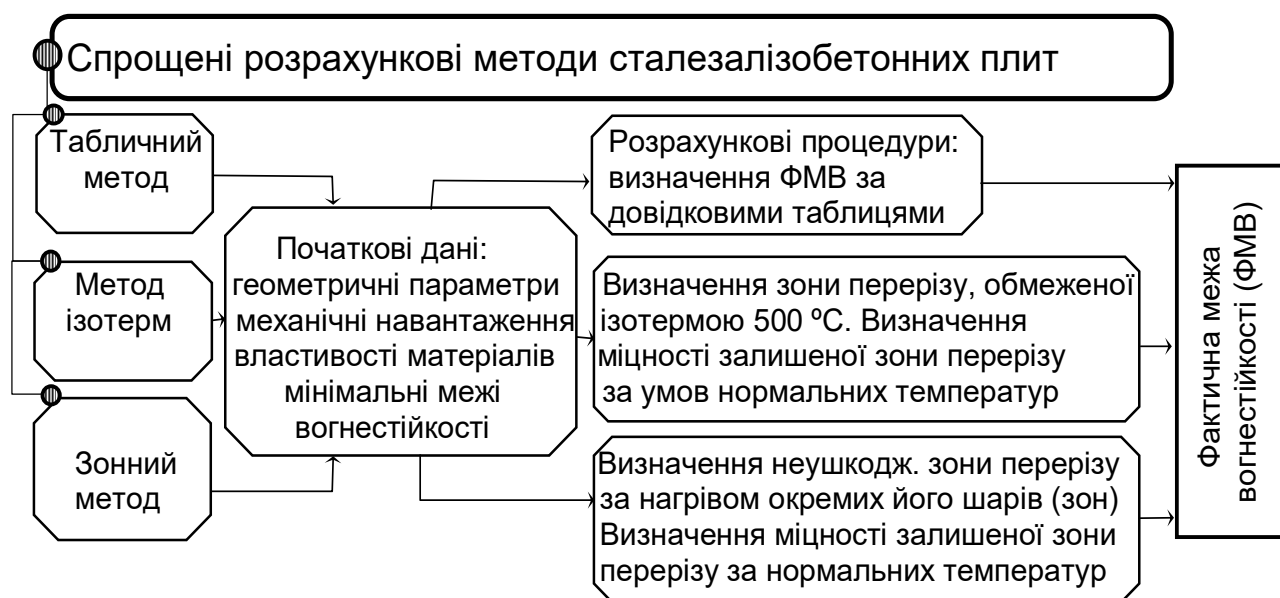 Спрощені розрахункові методи сталезалізобетонних плит
Табличний
метод
Метод
ізотерм
Зонний
метод
Початкові дані:
геометричні параметри
механічні навантаження
властивості матеріалів
мінімальні межі
вогнестійкості
Розрахункові процедури:
визначення ФМВ за
довідковими таблицями
Визначення зони перерізу, обмеженої
ізотермою 500 ºС. Визначення
міцності залишеної зони перерізу
за умов нормальних температур
Визначення неушкодж. зони перерізу
за нагрівом окремих його шарів (зон)
Визначення міцності залишеної зони
перерізу за нормальних температур
Фактична межа
вогнестійкості (ФМВ)